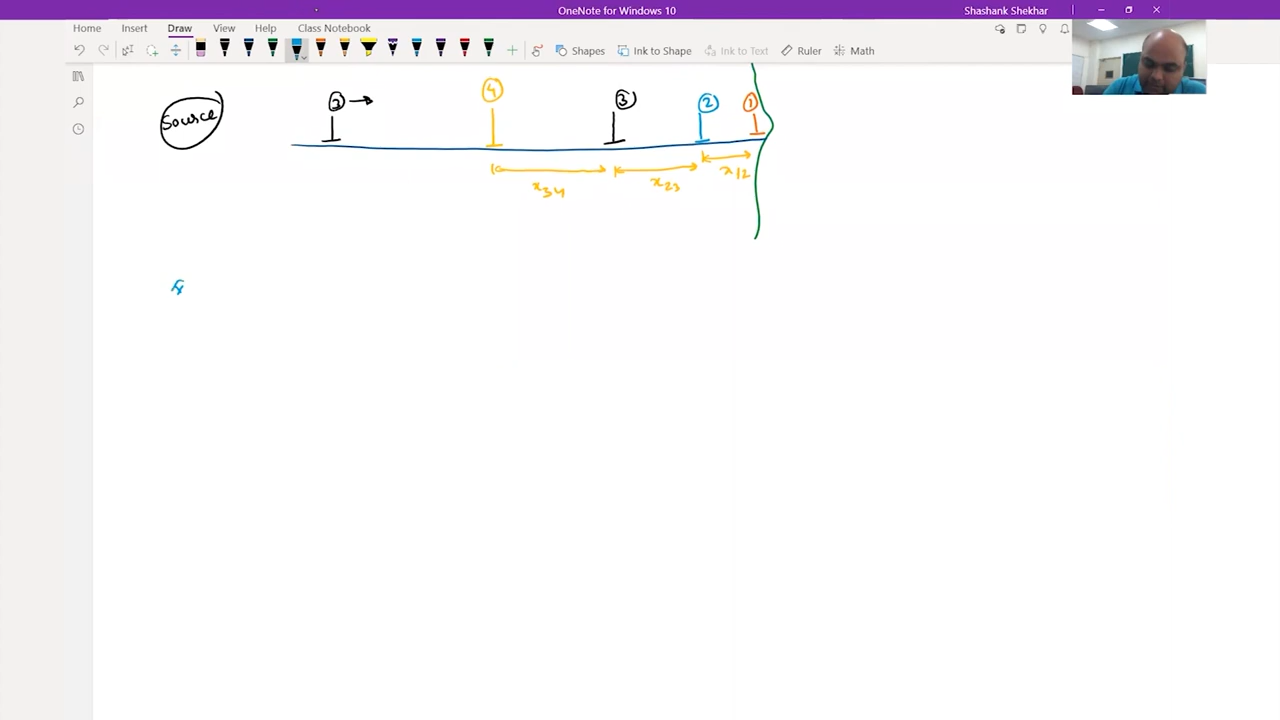 OneNote for Windows 10
Shashank Shekhar
Home Insert Draw View Help Class Notebook
Shapes Ink to Shape Ink to Text Ruler Math
Source
4
3
2
1
x34
x23
x12